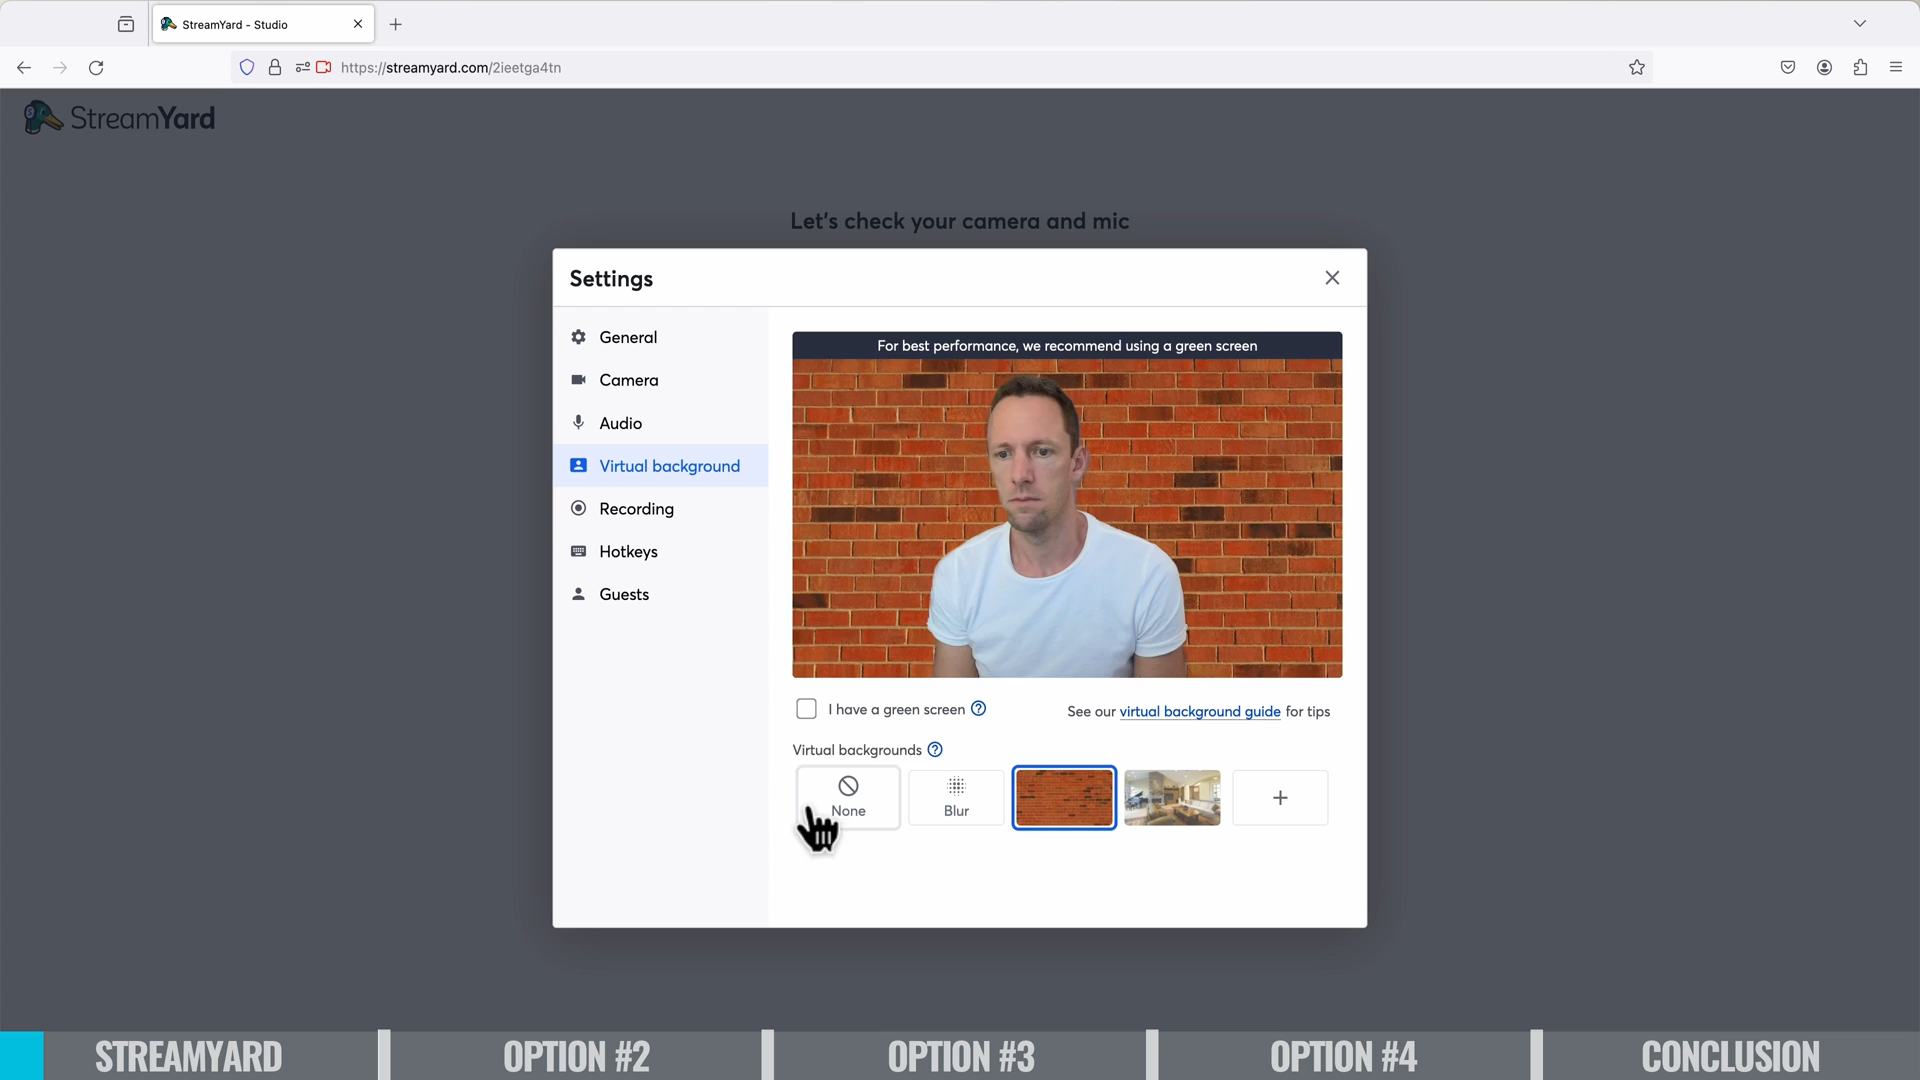 StreamYard - Studio
https://streamyard.com/2ieetga4tn
StreamYard
Let's check your camera and mic
Settings
General
Camera
Audio
Virtual background
Recording
Hotkeys
Guests
For best performance, we recommend using a green screen
I have a green screen
See our virtual background guide for tips
Virtual backgrounds
None
Blur
STREAMYARD
OPTION #2
OPTION #3
OPTION #4
CONCLUSION